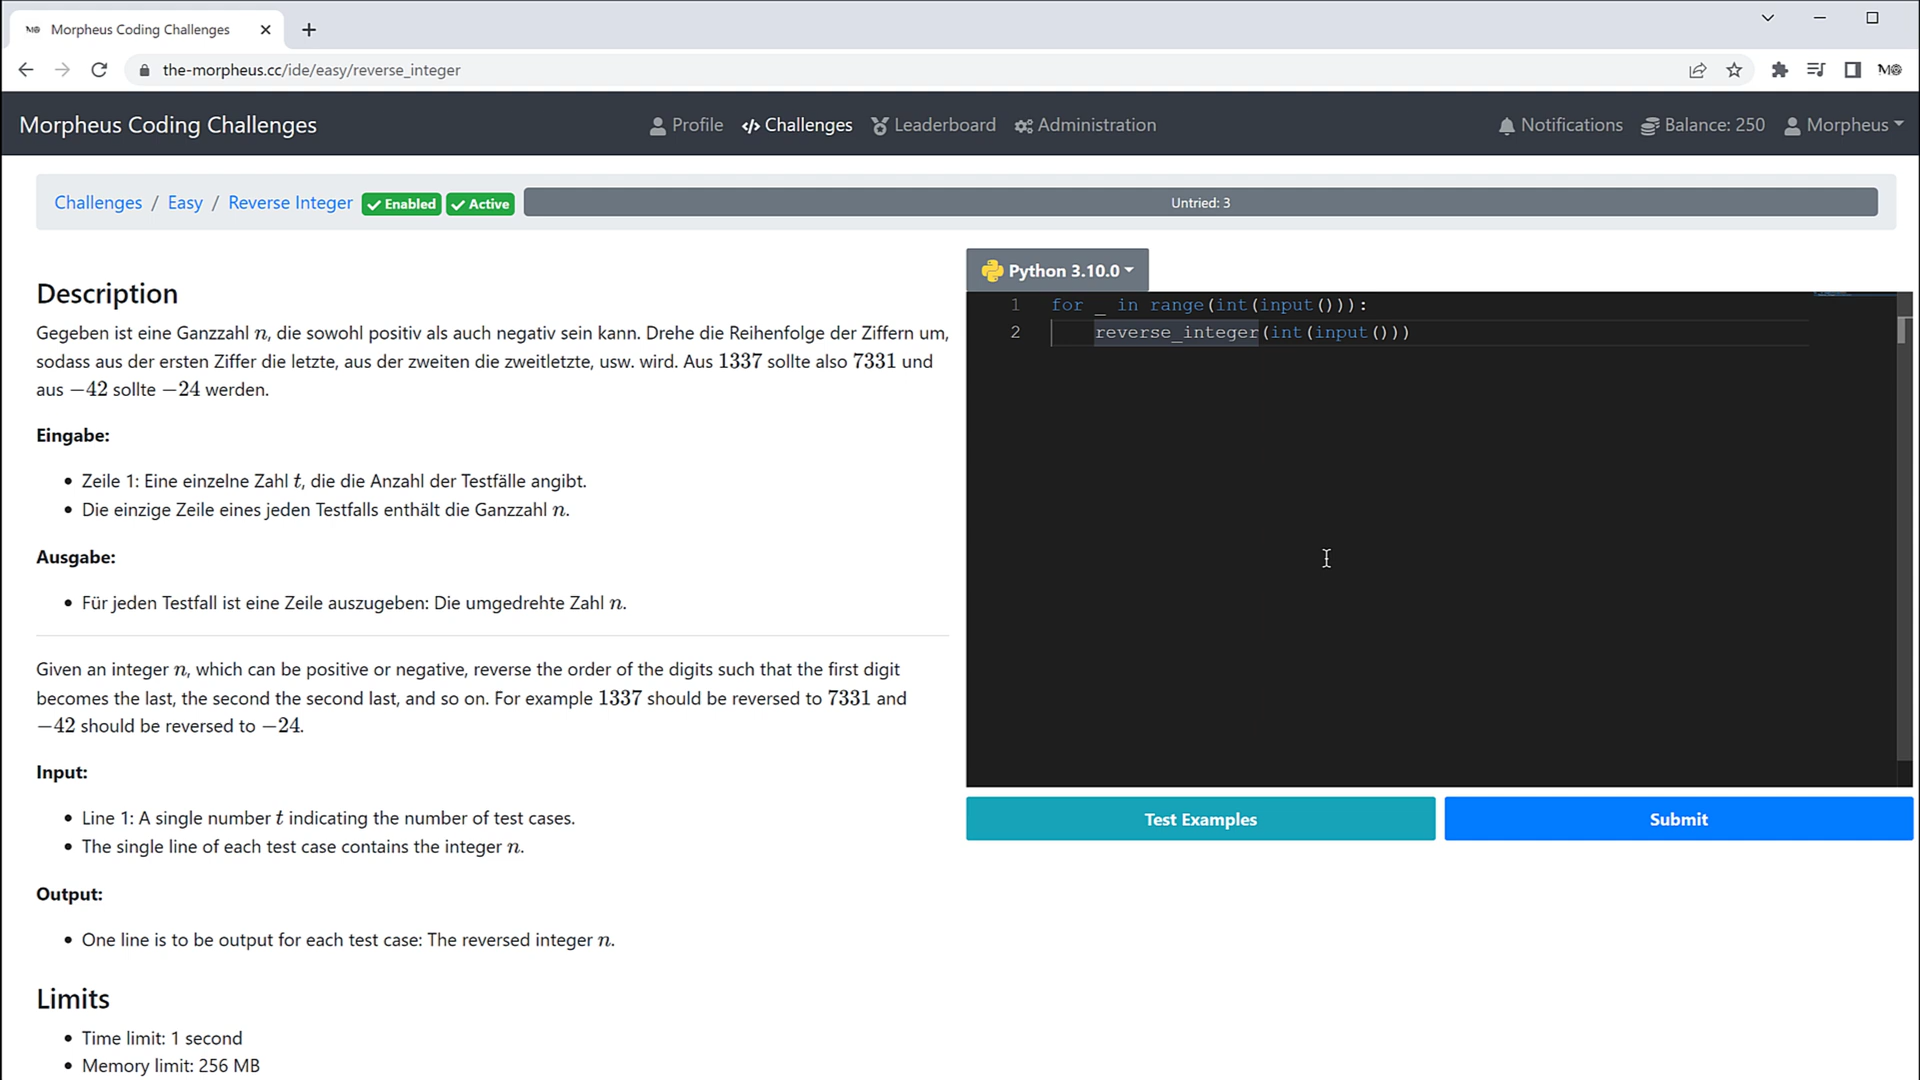 Morpheus Coding Challenges
the-morpheus.cc/ide/easy/reverse_integer
Morpheus Coding Challenges
Profile
Challenges
Leaderboard
Administration
Notifications
Balance: 250
Morpheus
Challenges / Easy / Reverse Integer
Enabled
Active
Untried: 3
Description
Gegeben ist eine Ganzzahl n, die sowohl positiv als auch negativ sein kann. Drehe die Reihenfolge der Ziffern um,
sodass aus der ersten Ziffer die letzte, aus der zweiten die zweitletzte, usw. wird. Aus 1337 sollte also 7331 und
aus −42 sollte −24 werden.
Eingabe:
• Zeile 1: Eine einzelne Zahl t, die die Anzahl der Testfälle angibt.
• Die einzige Zeile eines jeden Testfalls enthält die Ganzzahl n.
Ausgabe:
• Für jeden Testfall ist eine Zeile auszugeben: Die umgedrehte Zahl n.
Given an integer n, which can be positive or negative, reverse the order of the digits such that the first digit
becomes the last, the second the second last, and so on. For example 1337 should be reversed to 7331 and
−42 should be reversed to −24.
Input:
• Line 1: A single number t indicating the number of test cases.
• The single line of each test case contains the integer n.
Output:
• One line is to be output for each test case: The reversed integer n.
Limits
• Time limit: 1 second
• Memory limit: 256 MB
Python 3.10.0
1 for _ in range(int(input())):
2     reverse_integer(int(input()))
Test Examples
Submit